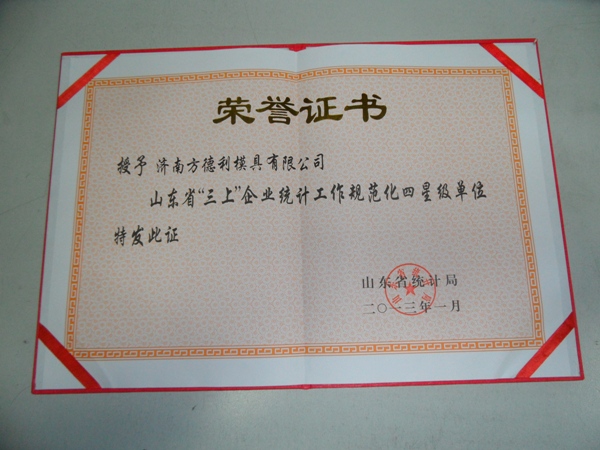 荣誉证书
授予 济南方德利模具有限公司
山东省“三上”企业统计工作规范化四星级单位
特发此证
山东省统计局
二〇一三年一月